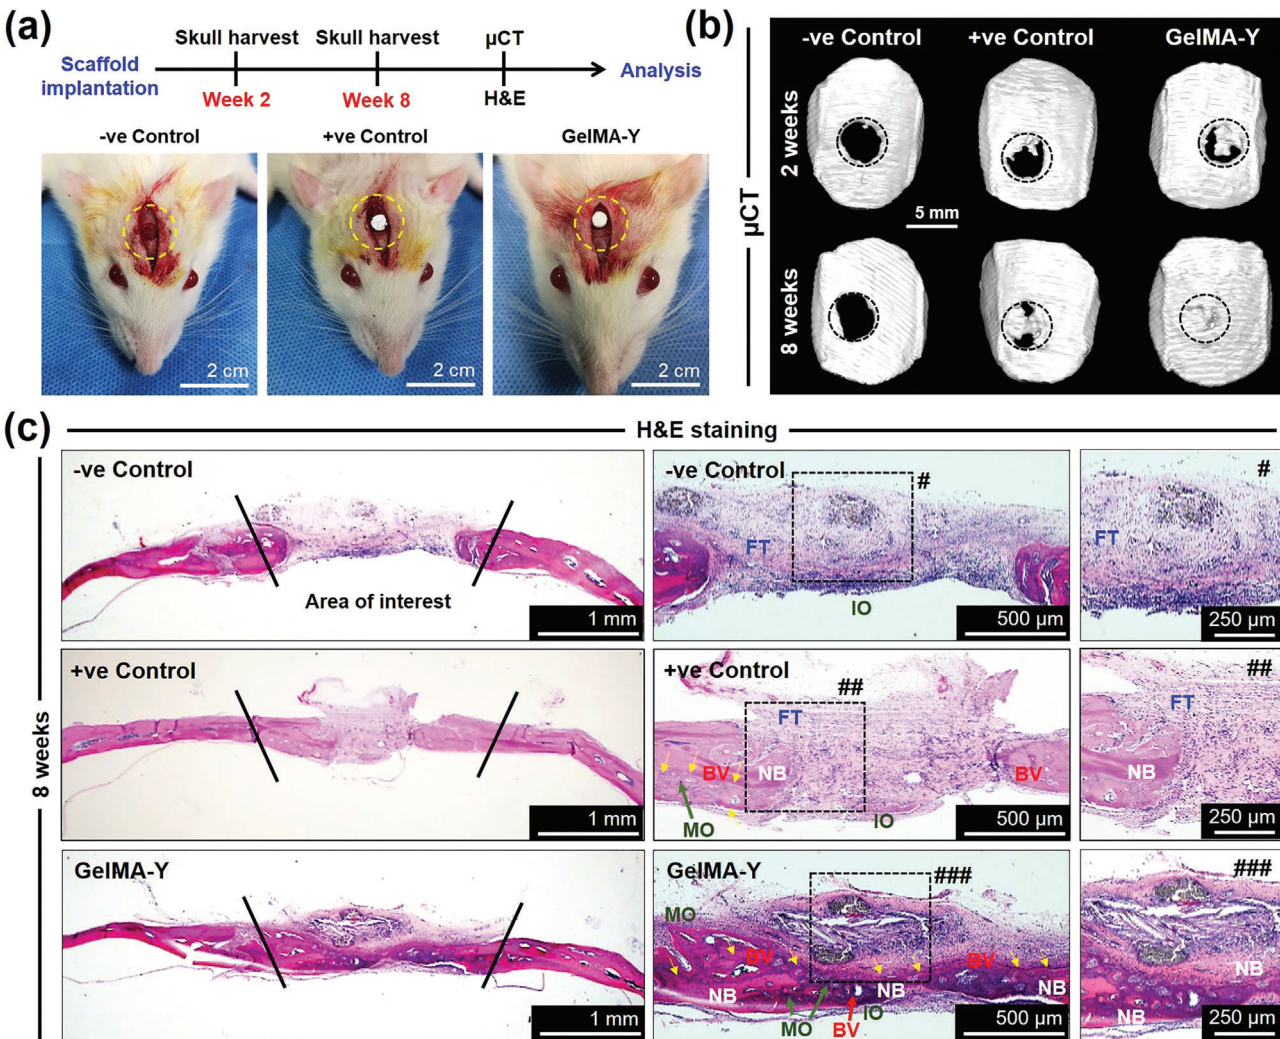 (a)
Skull harvest Skull harvest µCT
Scaffold
implantation
Analysis
Week 2 Week 8 H&E
-ve Control +ve Control GelMA-Y
2 cm 2 cm 2 cm
(b)
-ve Control +ve Control GelMA-Y
µCT
2 weeks
5 mm
8 weeks
(c)
H&E staining
8 weeks
-ve Control
Area of interest
1 mm
-ve Control
#
FT
IO
500 µm
#
FT
250 µm
+ve Control
1 mm
+ve Control
##
FT
BV NB BV
MO
IO
500 µm
##
FT
NB
250 µm
GelMA-Y
1 mm
GelMA-Y
###
MO
BV BV
NB NB NB
MO BV IO
500 µm
###
NB
NB
250 µm